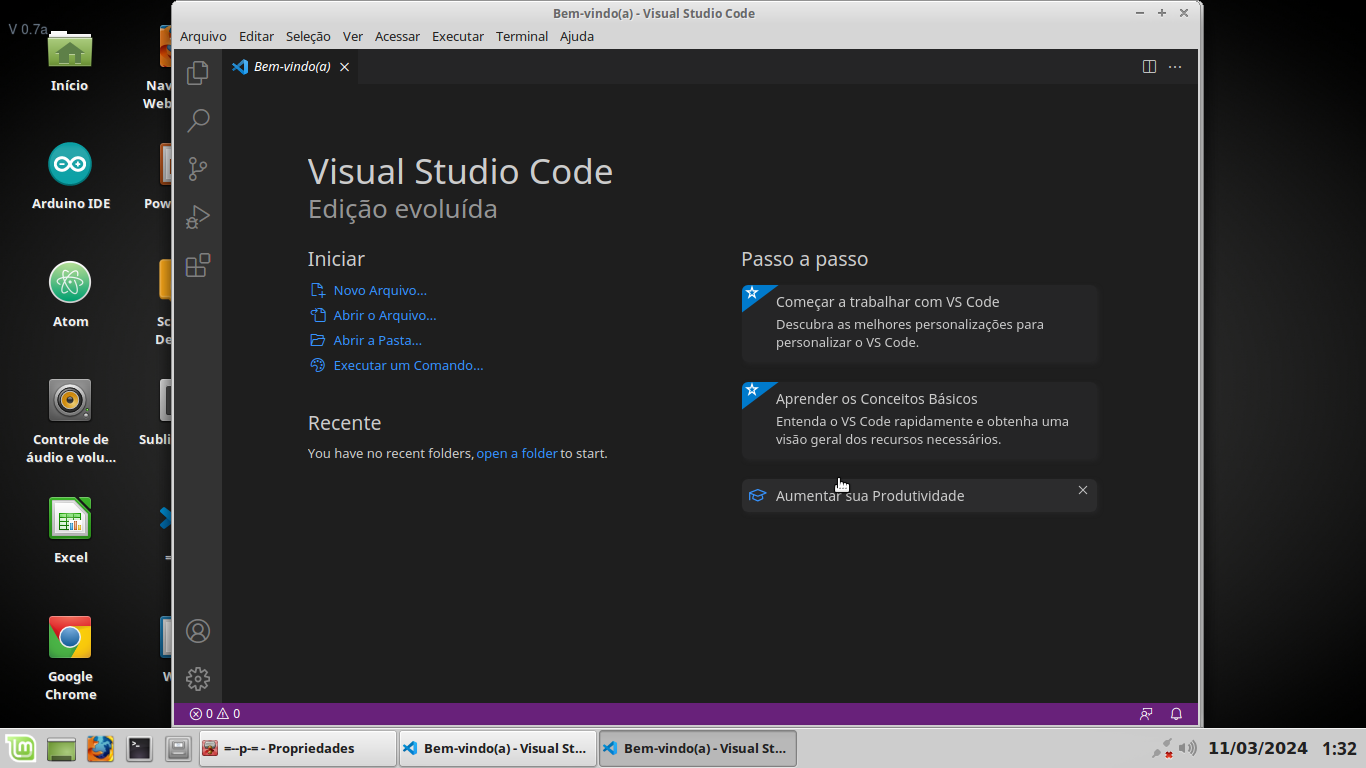 Bem-vindo(a) - Visual Studio Code
Arquivo Editar Seleção Ver Acessar Executar Terminal Ajuda
Bem-vindo(a)
V 0.7a
Início
Arduino IDE
Atom
Controle de
áudio e volu...
Excel
Google
Chrome
Nav
Web
Pow
Sc
De
Subli
=
W
Visual Studio Code
Edição evoluída
Iniciar
Novo Arquivo...
Abrir o Arquivo...
Abrir a Pasta...
Executar um Comando...
Recente
You have no recent folders, open a folder to start.
Passo a passo
Começar a trabalhar com VS Code
Descubra as melhores personalizações para
personalizar o VS Code.
Aprender os Conceitos Básicos
Entenda o VS Code rapidamente e obtenha uma
visão geral dos recursos necessários.
Aumentar sua Produtividade
0 0
=--p-= - Propriedades
Bem-vindo(a) - Visual St...
Bem-vindo(a) - Visual St...
11/03/2024 1:32